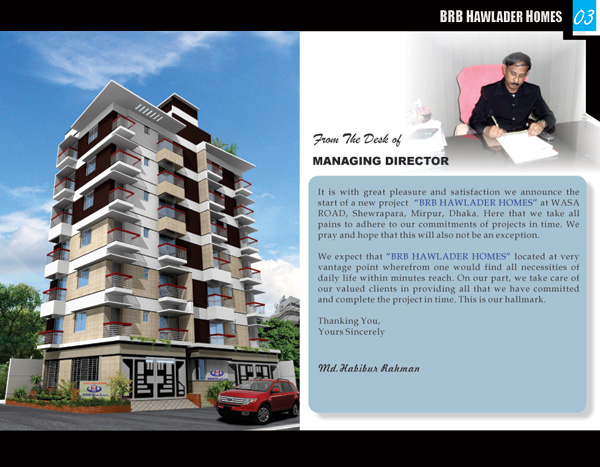 BRB HAWLADER HOMES 03
From The Desk of
MANAGING DIRECTOR
It is with great pleasure and satisfaction we announce the
start of a new project “BRB HAWLADER HOMES” at WASA
ROAD, Shewrapara, Mirpur, Dhaka. Here that we take all
pains to adhere to our commitments of projects in time. We
pray and hope that this will also not be an exception.
We expect that “BRB HAWLADER HOMES” located at very
vantage point wherefrom one would find all necessities of
daily life within minutes reach. On our part, we take care of
our valued clients in providing all that we have committed
and complete the project in time. This is our hallmark.
Thanking You,
Yours Sincerely
Md.Habibur Rahman